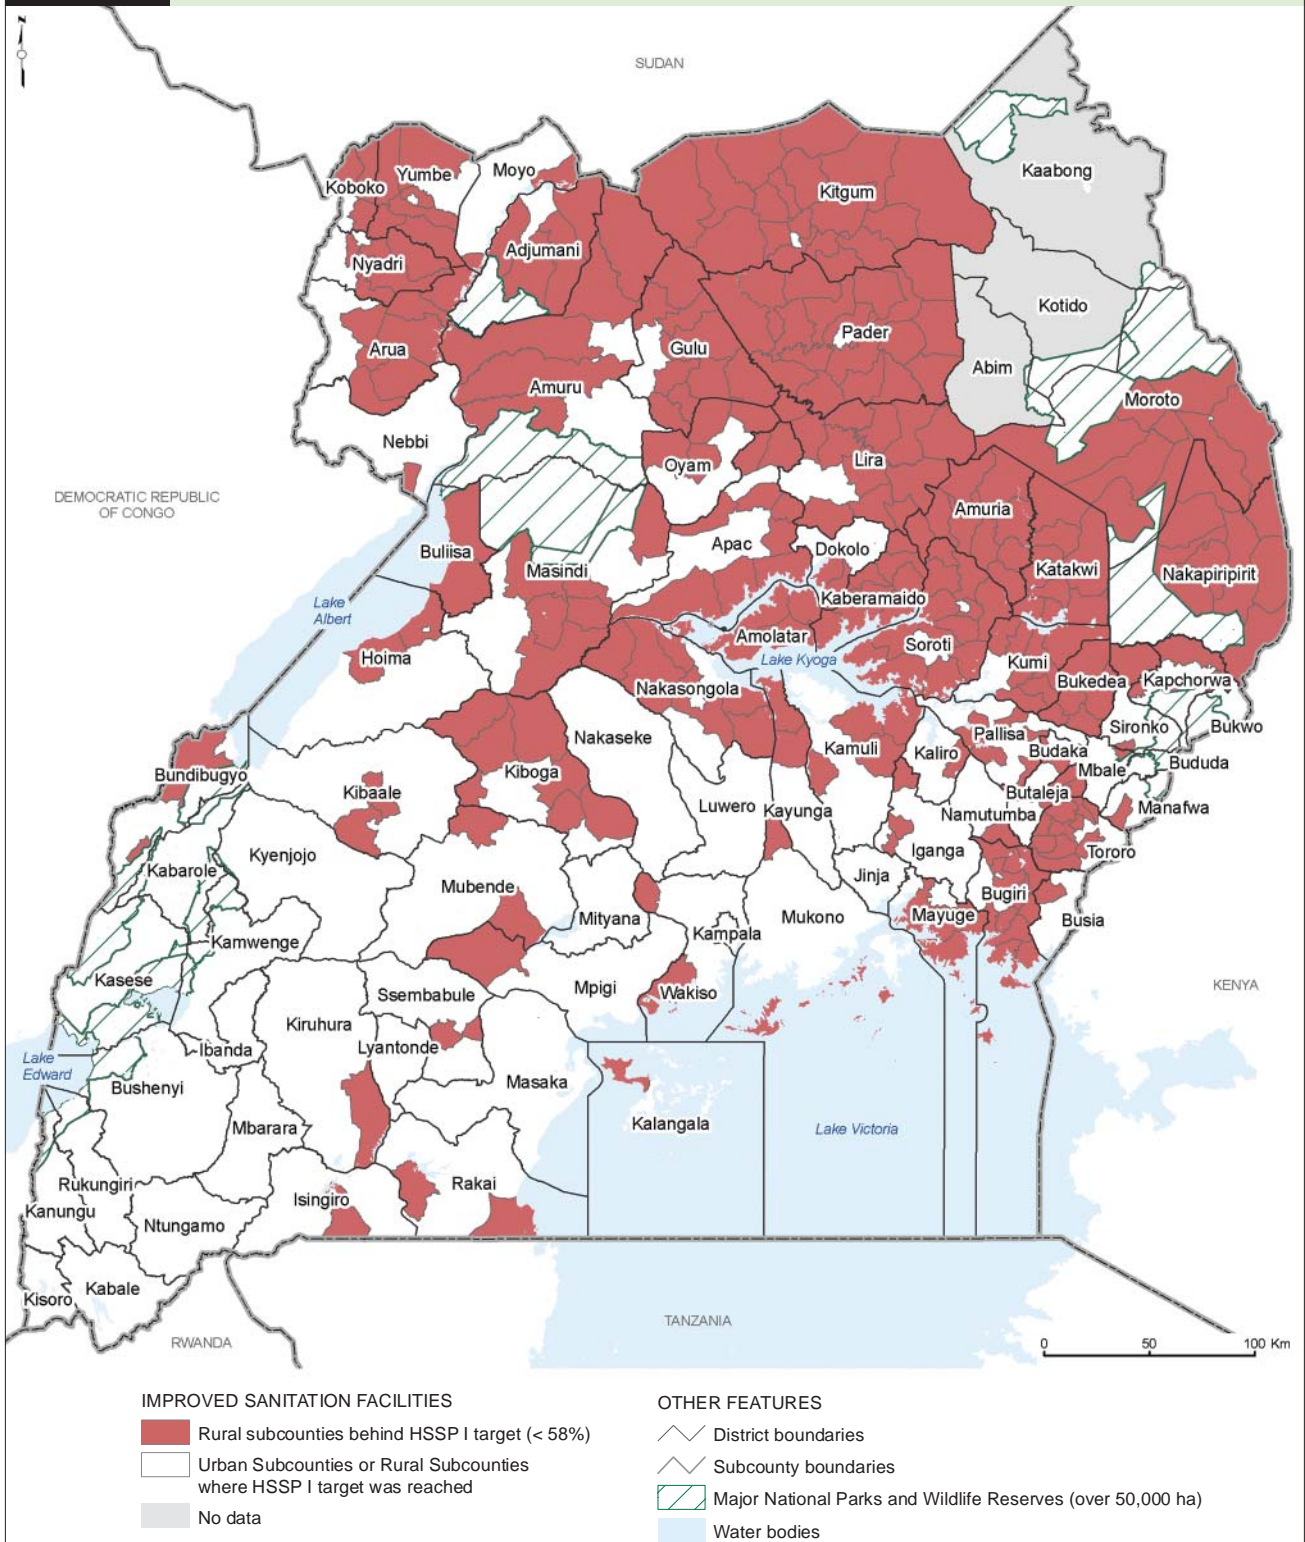 N
SUDAN
Kaabong
Moyo
Yumbe
Koboko
Kitgum
Adjumani
Nyadri
Kotido
Pader
Gulu
Arua
Abim
Amuru
Moroto
Nebbi
Lira
Oyam
DEMOCRATIC REPUBLIC
OF CONGO
Amuria
Apac
Dokolo
Buliisa
Masindi
Katakwi
Nakapiripirit
Kaberamaido
Lake
Albert
Amolatar
Soroti
Hoima
Lake Kyoga
Kumi
Bukedea
Kapchorwa
Nakasongola
Sironko
Bukwo
Nakaseke
Pallisa
Kamuli
Kaliro
Budaka
Bududa
Mbale
Bundibugyo
Kiboga
Kibaale
Butaleja
Luwero
Kayunga
Namutumba
Manafwa
Kyenjojo
Iganga
Tororo
Kabarole
Jinja
Mubende
Bugiri
Mityana
Mukono
Mayuge
Busia
Kampala
Kamwenge
Kasese
Ssembabule
Mpigi
Wakiso
KENYA
Kiruhura
Lyantonde
Ibanda
Lake
Edward
Bushenyi
Masaka
Mbarara
Kalangala
Lake Victoria
Rukungiri
Rakai
Isingiro
Kanungu
Ntungamo
Kabale
Kisoro
TANZANIA
RWANDA
0 50 100 Km
IMPROVED SANITATION FACILITIES
Rural subcounties behind HSSP I target (< 58%)
Urban Subcounties or Rural Subcounties
where HSSP I target was reached
No data
OTHER FEATURES
District boundaries
Subcounty boundaries
Major National Parks and Wildlife Reserves (over 50,000 ha)
Water bodies